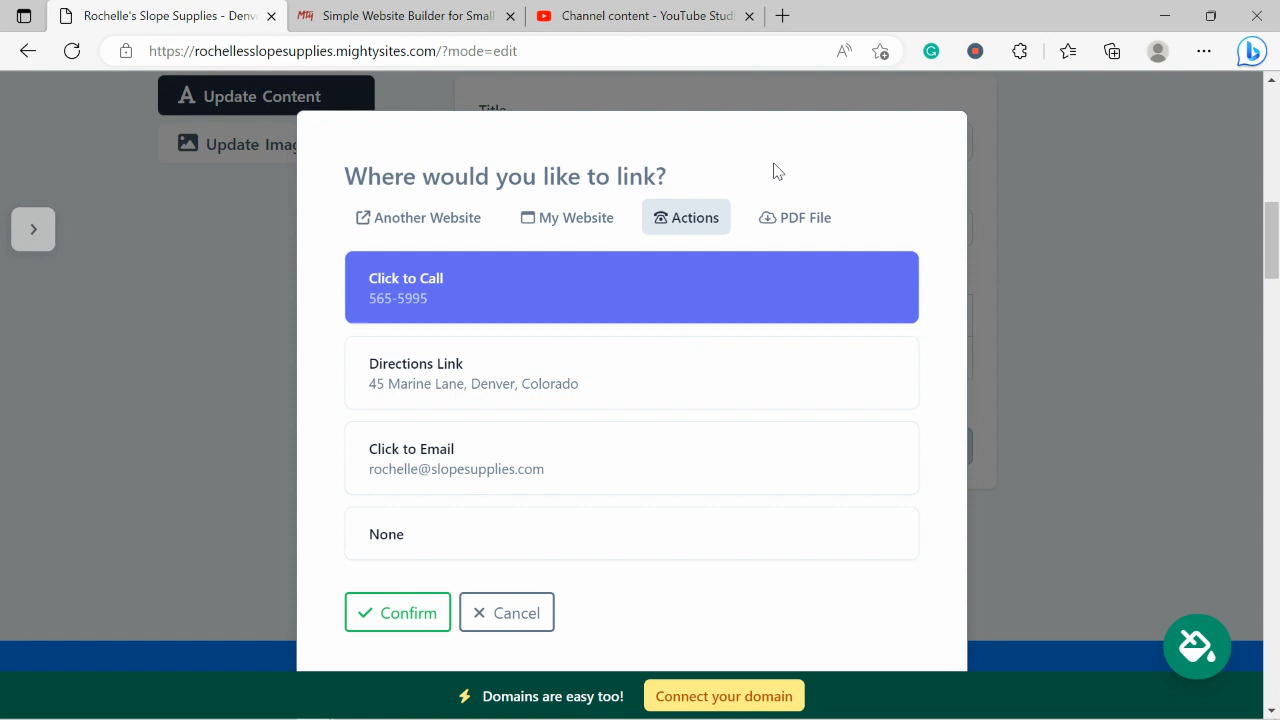 Rochelle's Slope Supplies - Denv
Simple Website Builder for Small
Channel content - YouTube Studi
https://rochellesslopesupplies.mightysites.com/?mode=edit
Update Content
Title
Update Imag
Where would you like to link?
Another Website
My Website
Actions
PDF File
Click to Call
565-5995
Directions Link
45 Marine Lane, Denver, Colorado
Click to Email
rochelle@slopesupplies.com
None
Confirm
Cancel
Domains are easy too!
Connect your domain